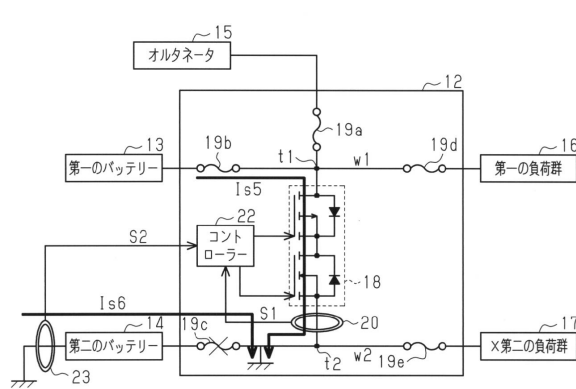 15
オルタネータ
12
19a
13
19b
t1
w1
19d
16
第一のバッテリー
第一の負荷群
Is5
22
S2
コント
ローラー
18
Is6
S1
20
14
19c
17
第二のバッテリー
t2
w2
19e
X第二の負荷群
23